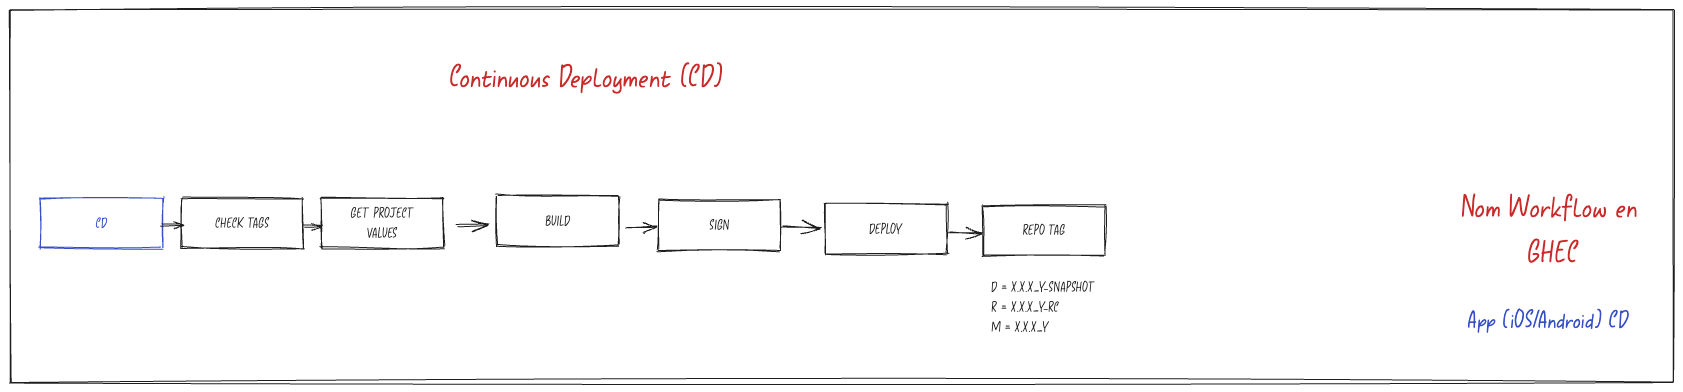 Continuous Deployment (CD)
CD
CHECK TAGS
GET PROJECT
VALUES
BUILD
SIGN
DEPLOY
REPO TAG
D = X.X.X_Y-SNAPSHOT
R = X.X.X_Y-RC
M = X.X.X_Y
Nom Workflow en
GHEC
App (iOS/Android) CD